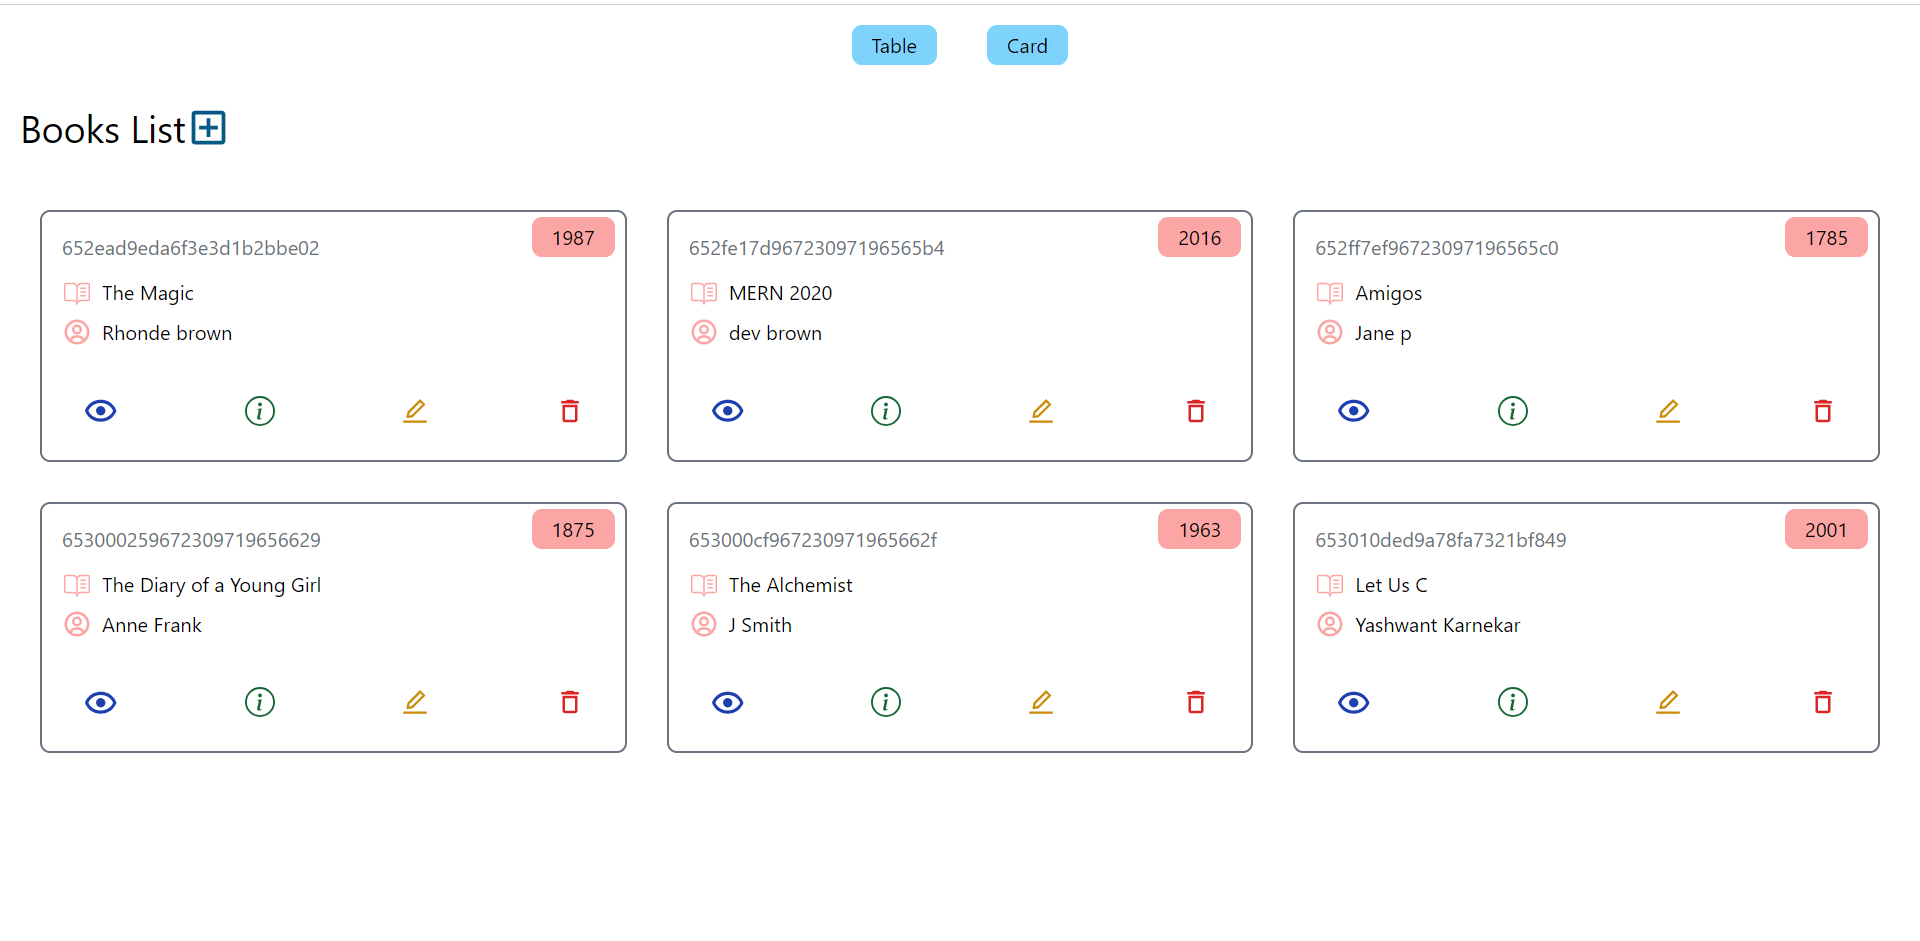 Table
Card
Books List
652ead9eda6f3e3d1b2bbe02
1987
The Magic
Rhonde brown
652fe17d96723097196565b4
2016
MERN 2020
dev brown
652ff7ef96723097196565c0
1785
Amigos
Jane p
653000259672309719656629
1875
The Diary of a Young Girl
Anne Frank
653000cf967230971965662f
1963
The Alchemist
J Smith
653010ded9a78fa7321bf849
2001
Let Us C
Yashwant Karnekar